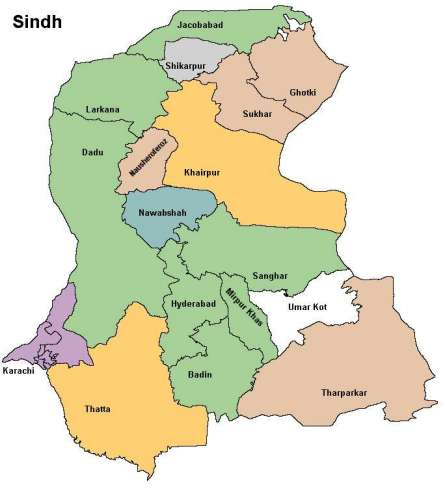 Sindh
Jacobabad
Shikarpur
Ghotki
Larkana
Sukhar
Dadu
Nausheroferoz
Khairpur
Nawabshah
Sanghar
Hyderabad
Mirpur Khas
Umar Kot
Karachi
Badin
Tharparkar
Thatta